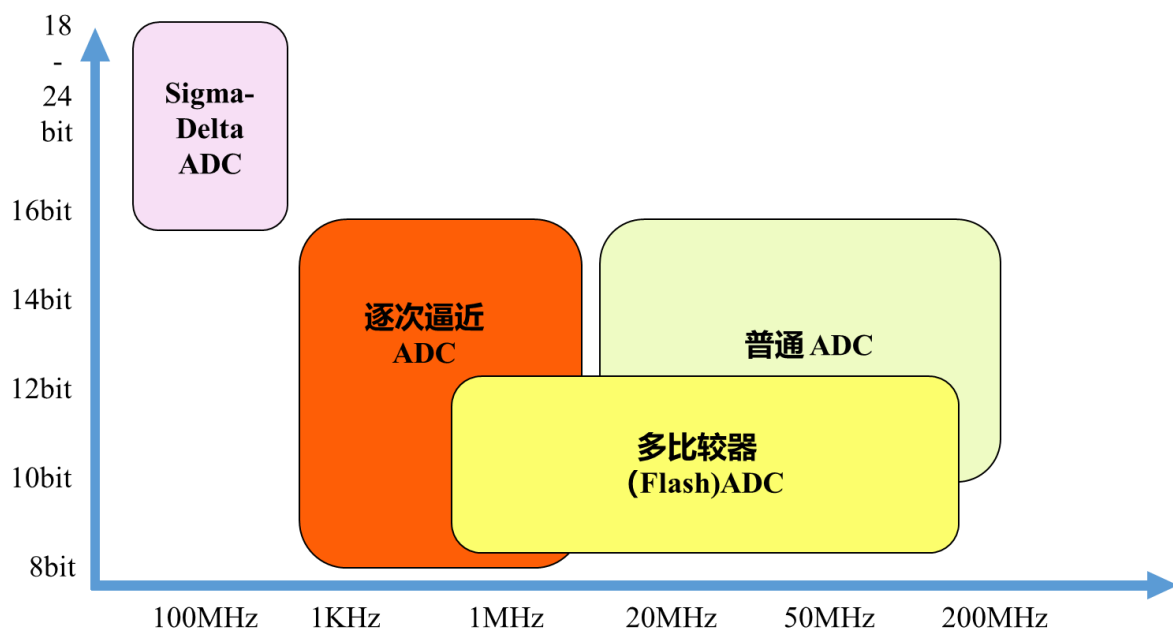 18
-
24
bit
Sigma-
Delta
ADC
16bit
14bit
逐次逼近
ADC
普通 ADC
12bit
多比较器
（Flash)ADC
10bit
8bit
100MHz
1KHz
1MHz
20MHz
50MHz
200MHz